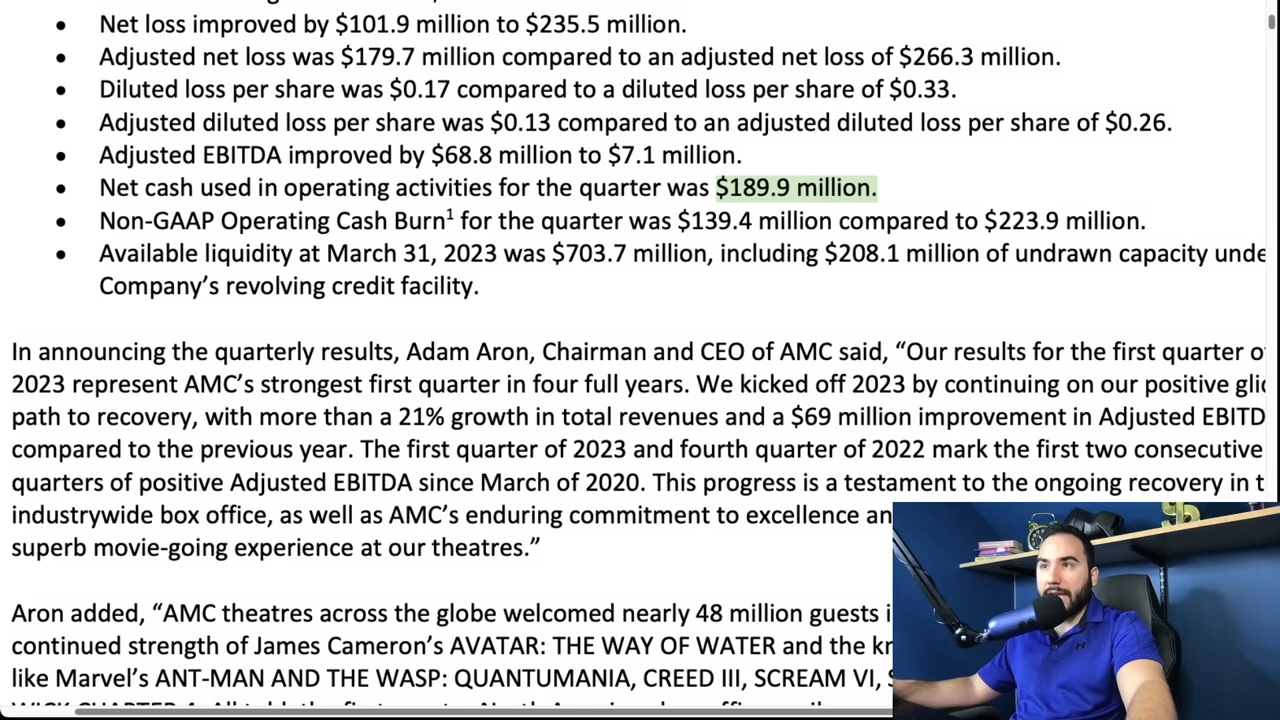 Net loss improved by $101.9 million to $235.5 million.
Adjusted net loss was $179.7 million compared to an adjusted net loss of $266.3 million.
Diluted loss per share was $0.17 compared to a diluted loss per share of $0.33.
Adjusted diluted loss per share was $0.13 compared to an adjusted diluted loss per share of $0.26.
Adjusted EBITDA improved by $68.8 million to $7.1 million.
Net cash used in operating activities for the quarter was $189.9 million.
Non-GAAP Operating Cash Burn¹ for the quarter was $139.4 million compared to $223.9 million.
Available liquidity at March 31, 2023 was $703.7 million, including $208.1 million of undrawn capacity unde
Company’s revolving credit facility.
In announcing the quarterly results, Adam Aron, Chairman and CEO of AMC said, “Our results for the first quarter o
2023 represent AMC’s strongest first quarter in four full years. We kicked off 2023 by continuing on our positive glid
path to recovery, with more than a 21% growth in total revenues and a $69 million improvement in Adjusted EBITD
compared to the previous year. The first quarter of 2023 and fourth quarter of 2022 mark the first two consecutive
quarters of positive Adjusted EBITDA since March of 2020. This progress is a testament to the ongoing recovery in t
industrywide box office, as well as AMC’s enduring commitment to excellence an
superb movie-going experience at our theatres.”
Aron added, “AMC theatres across the globe welcomed nearly 48 million guests i
continued strength of James Cameron’s AVATAR: THE WAY OF WATER and the kn
like Marvel’s ANT-MAN AND THE WASP: QUANTUMANIA, CREED III, SCREAM VI, S